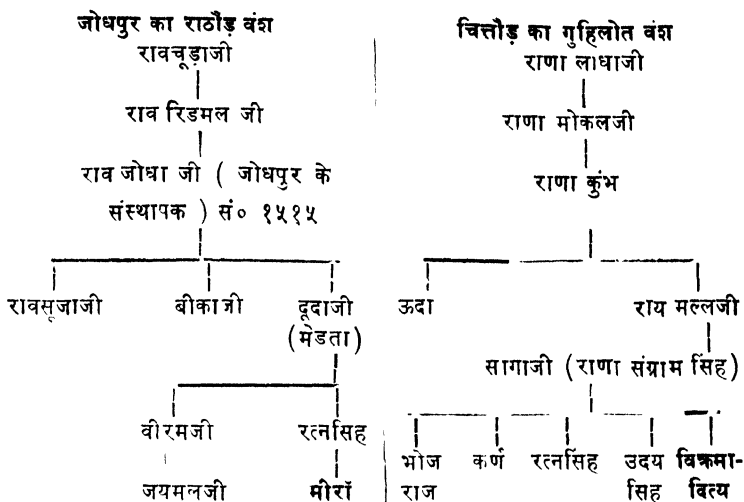 जोधपुर का राठौड़ वंश
रावचूड़ाजी
राव रिडमल जी
राव जोधा जी ( जोधपुर के
संस्थापक ) सं० १५१५
रावसूजाजी बीकाजी दूदाजी
(मेडता)
वीरमजी रत्नसिह
जयमलजी मीराँ
चित्तौड़ का गुहिलोत वंश
राणा लाधाजी
राणा मोकलजी
राणा कुंभ
ऊदा राय मल्लजी
सागाजी (राणा संग्राम सिंह)
भोज कर्ण रत्नसिंह उदय विक्रमा-
राज सिंह दित्य